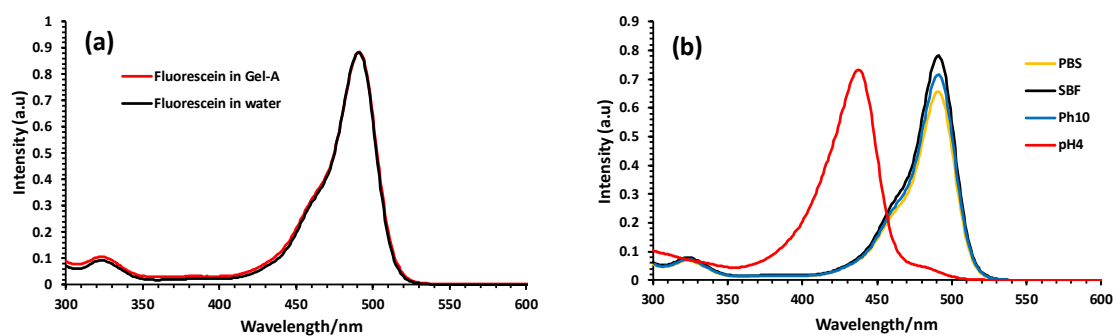 (a)
Fluorescein in Gel-A
Fluorescein in water
Intensity (a.u)
1
0.9
0.8
0.7
0.6
0.5
0.4
0.3
0.2
0.1
0
300 350 400 450 500 550 600
Wavelength/nm
(b)
PBS
SBF
Ph10
pH4
Intensity (a.u)
0.9
0.8
0.7
0.6
0.5
0.4
0.3
0.2
0.1
0
300 350 400 450 500 550 600
Wavelength/nm